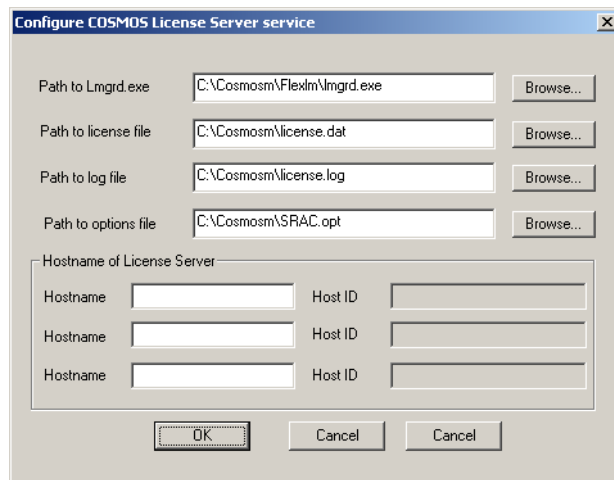 Configure COSMOS License Server service
Path to Lmgrd.exe C:\Cosmosm\Flexlm\lmgrd.exe Browse...
Path to license file C:\Cosmosm\license.dat Browse...
Path to log file C:\Cosmosm\license.log Browse...
Path to options file C:\Cosmosm\SRAC.opt Browse...
Hostname of License Server
Hostname Host ID
Hostname Host ID
Hostname Host ID
OK Cancel Cancel